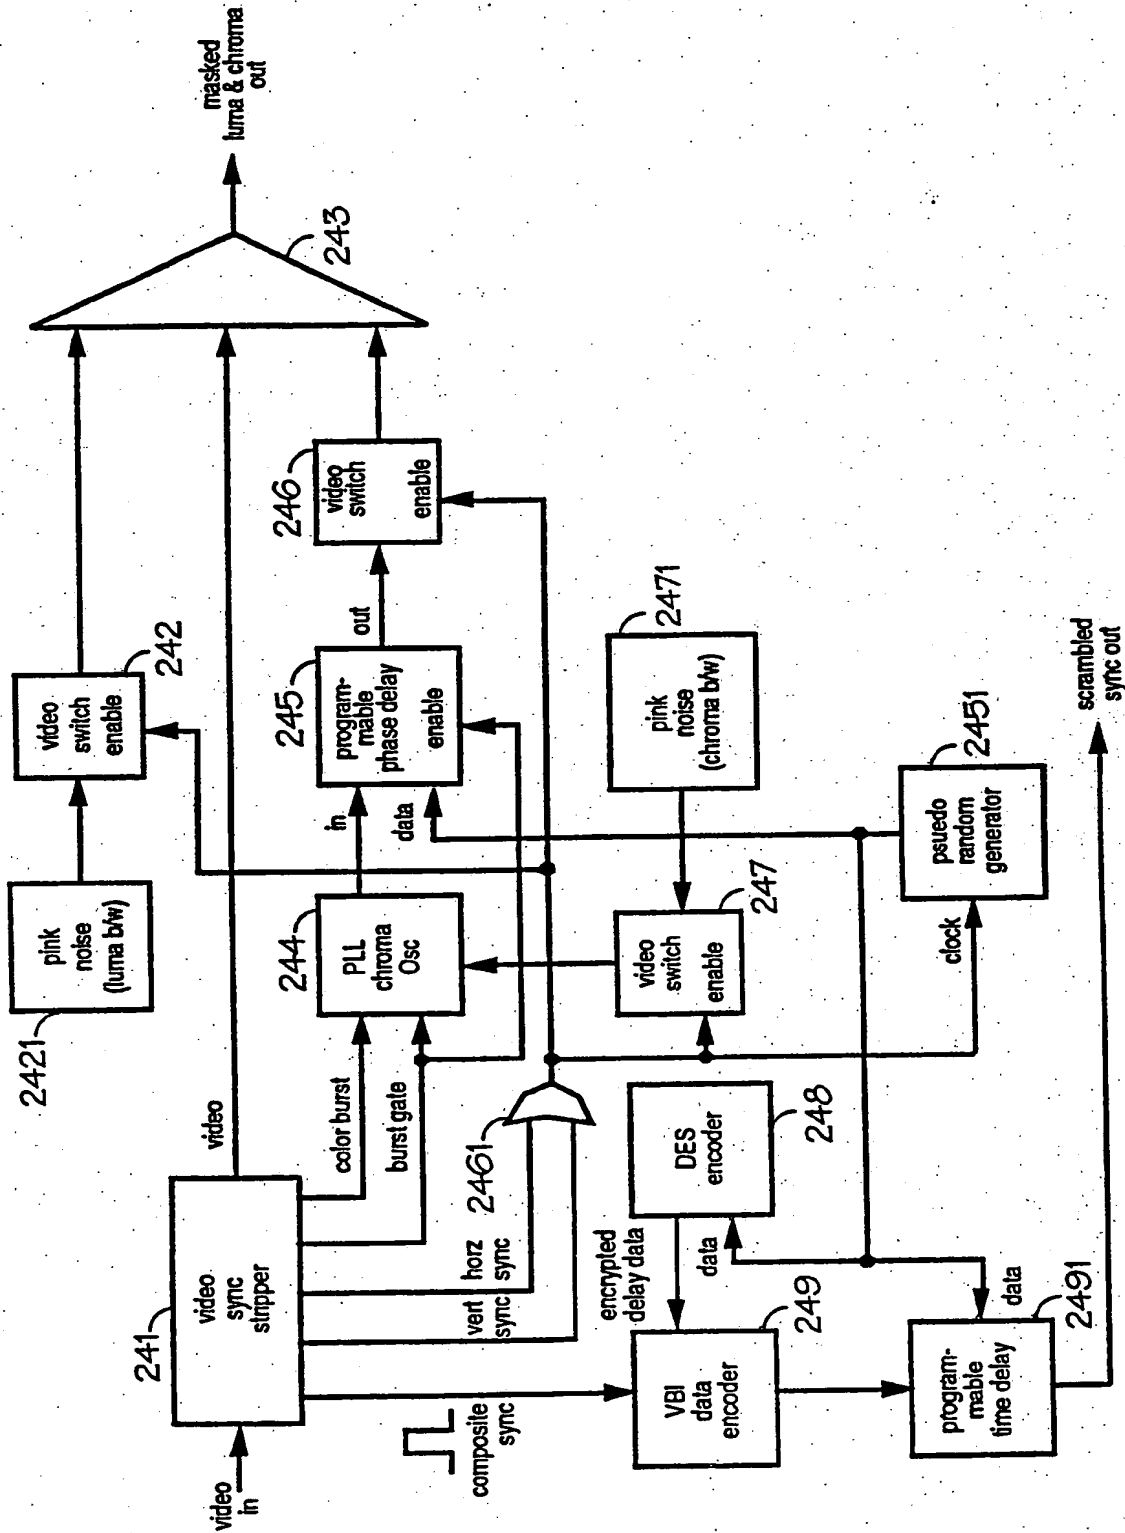 video
in
241
video
sync
stripper
composite
sync
vert
sync
horz
sync
burst gate
color burst
video
2421
pink
noise
(luma b/w)
video
switch
enable
242
244
PLL
chroma
Osc
in
data
245
program-
mable
phase delay
enable
out
246
video
switch
enable
243
masked
luma & chroma
out
2461
247
video
switch
enable
2471
pink
noise
(chroma b/w)
248
DES
encoder
encrypted
delay data
data
249
VBI
data
encoder
2451
psuedo
random
generator
clock
data
2491
program-
mable
time delay
scrambled
sync out